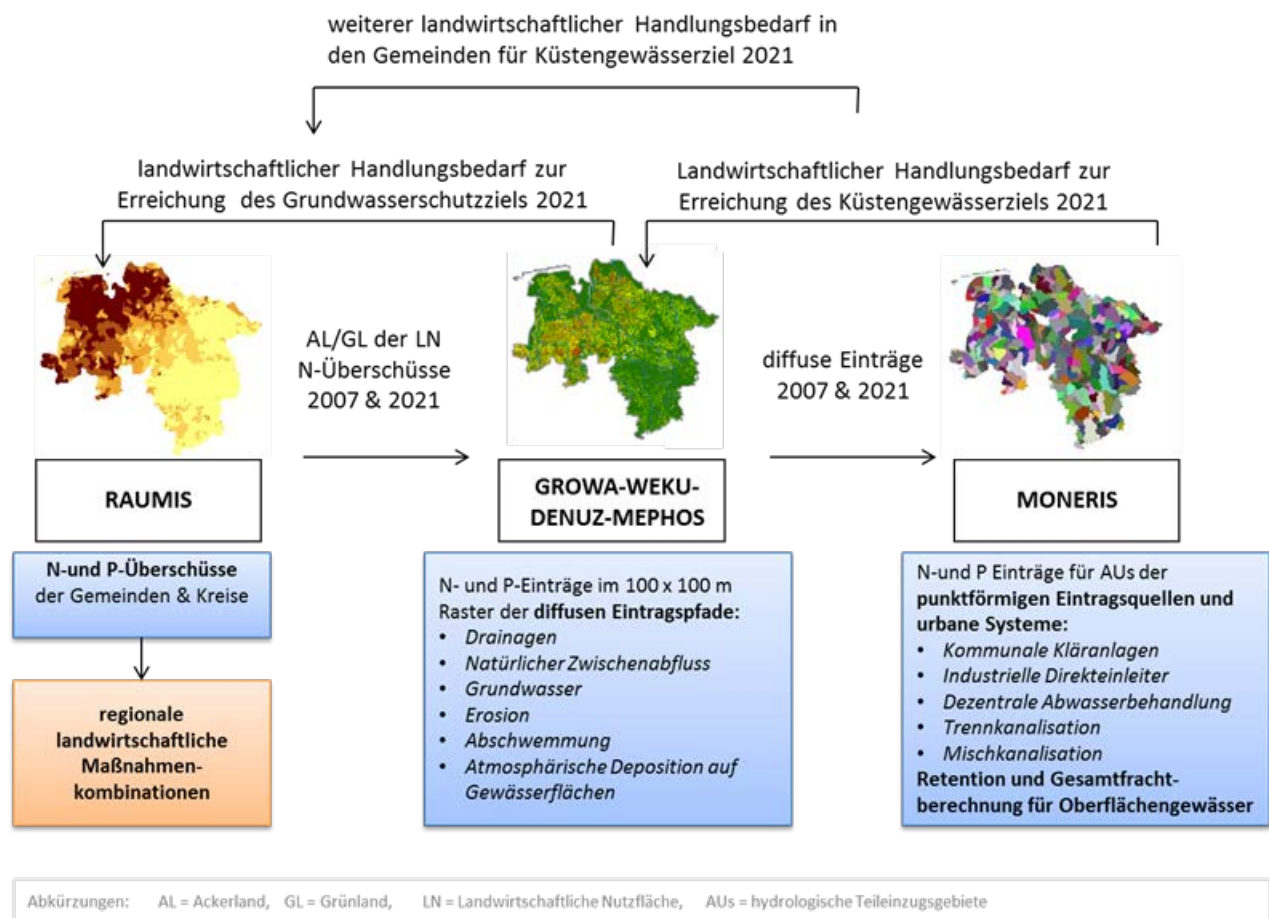 weiterer landwirtschaftlicher Handlungsbedarf in
den Gemeinden für Küstengewässerziel 2021
landwirtschaftlicher Handlungsbedarf zur
Erreichung des Grundwasserschutzziels 2021
Landwirtschaftlicher Handlungsbedarf zur
Erreichung des Küstengewässerziels 2021
AL/GL der LN
N-Überschüsse
2007 & 2021
diffuse Einträge
2007 & 2021
RAUMIS
GROWA-WEKU-
DENUZ-MEPHOS
MONERIS
N-und P-Überschüsse
der Gemeinden & Kreise
regionale
landwirtschaftliche
Maßnahmen-
kombinationen
N- und P-Einträge im 100 x 100 m
Raster der diffusen Eintragspfade:
• Drainagen
• Natürlicher Zwischenabfluss
• Grundwasser
• Erosion
• Abschwemmung
• Atmosphärische Deposition auf
Gewässerflächen
N-und P Einträge für AUs der
punktförmigen Eintragsquellen und
urbane Systeme:
• Kommunale Kläranlagen
• Industrielle Direkteinleiter
• Dezentrale Abwasserbehandlung
• Trennkanalisation
• Mischkanalisation
Retention und Gesamtfracht-
berechnung für Oberflächengewässer
Abkürzungen: AL = Ackerland, GL = Grünland, LN = Landwirtschaftliche Nutzfläche, AUs = hydrologische Teileinzugsgebiete